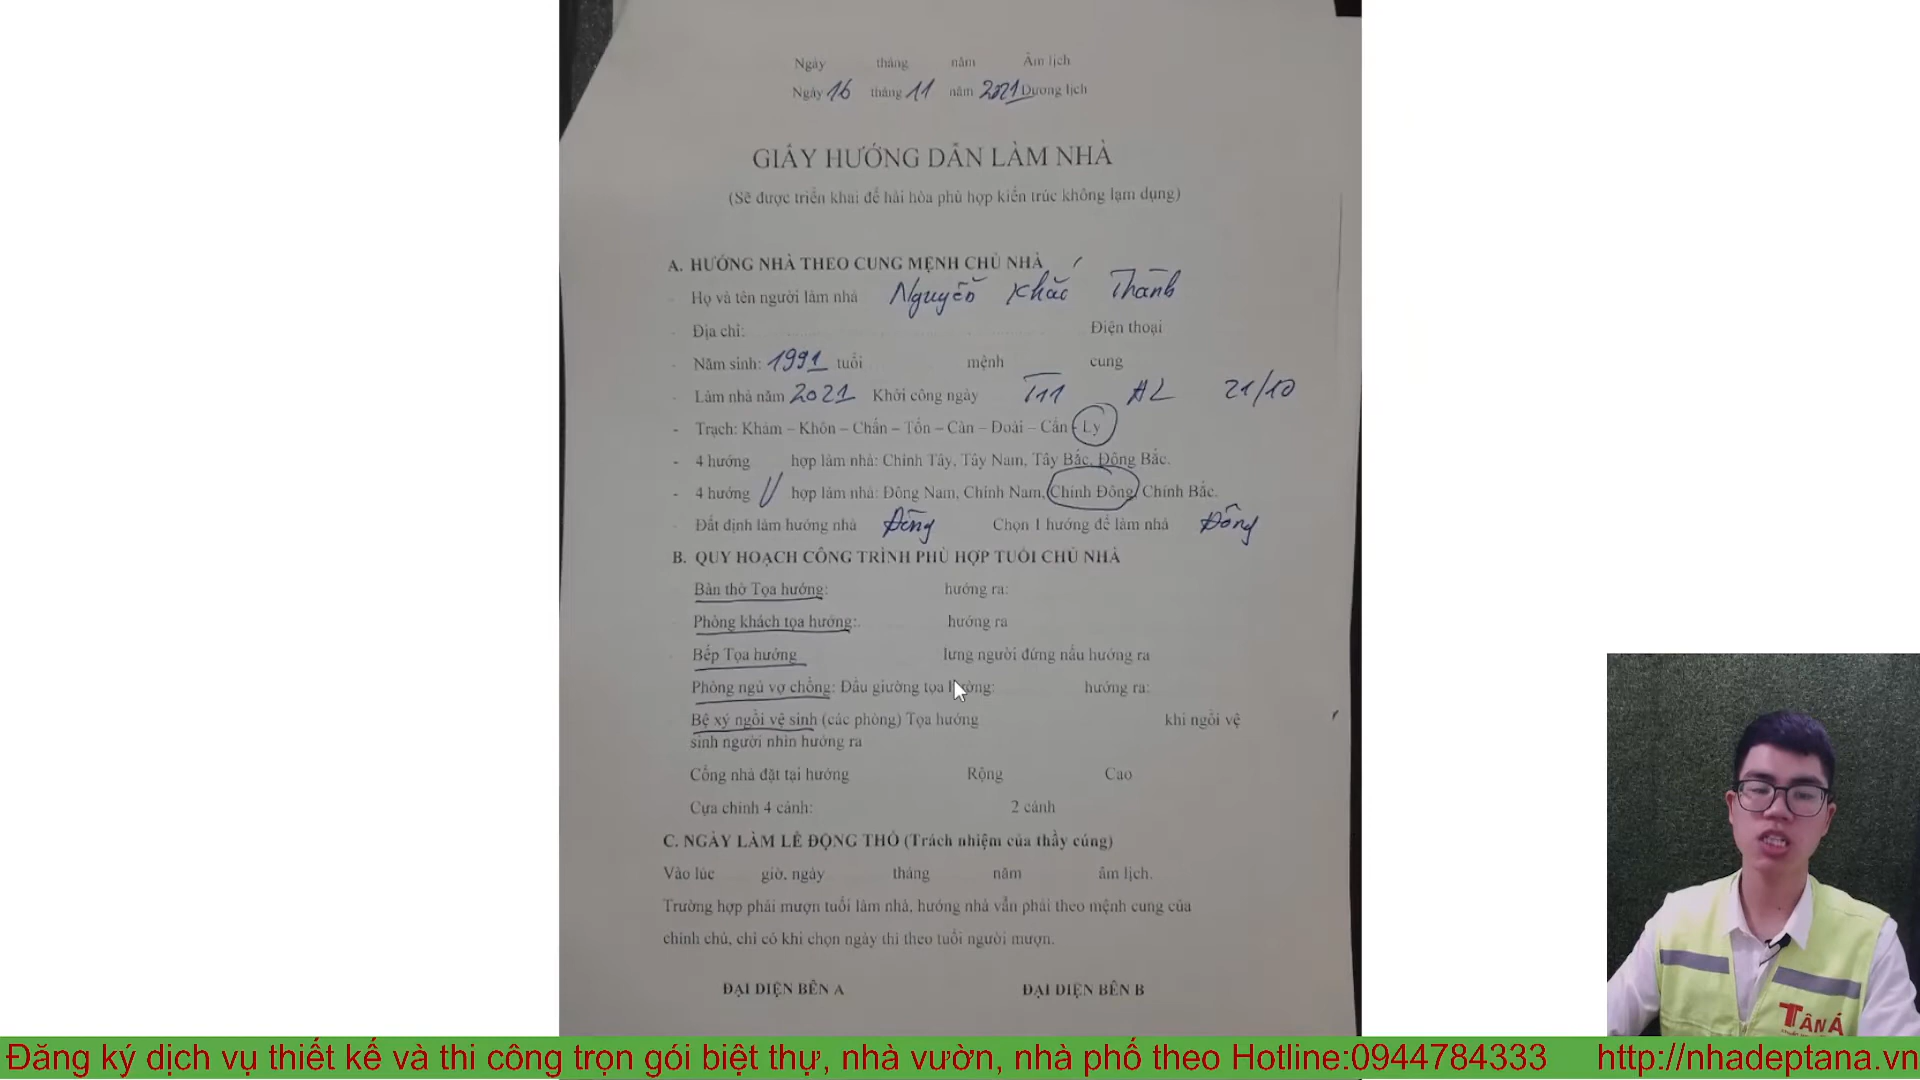 Ngày tháng năm Âm lịch
Ngày 16 tháng 11 năm 2021 Dương lịch
GIẤY HƯỚNG DẪN LÀM NHÀ
(Sẽ được triển khai để hài hòa phù hợp kiến trúc không lạm dụng)
A. HƯỚNG NHÀ THEO CUNG MỆNH CHỦ NHÀ
- Họ và tên người làm nhà Nguyễn Khắc Thành
- Địa chỉ: Điện thoại
- Năm sinh: 1991 tuổi mệnh cung
- Làm nhà năm 2021 Khởi công ngày T11 AL 21/10
- Trạch: Khảm – Khôn – Chấn – Tốn – Càn – Đoài – Cấn - Ly
- 4 hướng hợp làm nhà: Chính Tây, Tây Nam, Tây Bắc, Đông Bắc.
- 4 hướng hợp làm nhà: Đông Nam, Chính Nam, Chính Đông, Chính Bắc.
- Đất định làm hướng nhà Đông Chọn 1 hướng để làm nhà Đông
B. QUY HOẠCH CÔNG TRÌNH PHÙ HỢP TUỔI CHỦ NHÀ
Bàn thờ Tọa hướng: hướng ra:
Phòng khách tọa hướng: hướng ra
Bếp Tọa hướng lưng người đứng nấu hướng ra
Phòng ngủ vợ chồng: Đầu giường tọa hướng: hướng ra:
Bệ xý ngồi vệ sinh (các phòng) Tọa hướng khi ngồi vệ
sinh người nhìn hướng ra
Cổng nhà đặt tại hướng Rộng Cao
Cựa chính 4 cánh: 2 cánh
C. NGÀY LÀM LỄ ĐỘNG THỔ (Trách nhiệm của thầy cúng)
Vào lúc giờ, ngày tháng năm âm lịch.
Trường hợp phải mượn tuổi làm nhà, hướng nhà vẫn phải theo mệnh cung của
chính chủ, chỉ có khi chọn ngày thì theo tuổi người mượn.
ĐẠI DIỆN BÊN A ĐẠI DIỆN BÊN B
TÂN Á
Đăng ký dịch vụ thiết kế và thi công trọn gói biệt thự, nhà vườn, nhà phố theo Hotline:0944784333 http://nhadeptana.vn